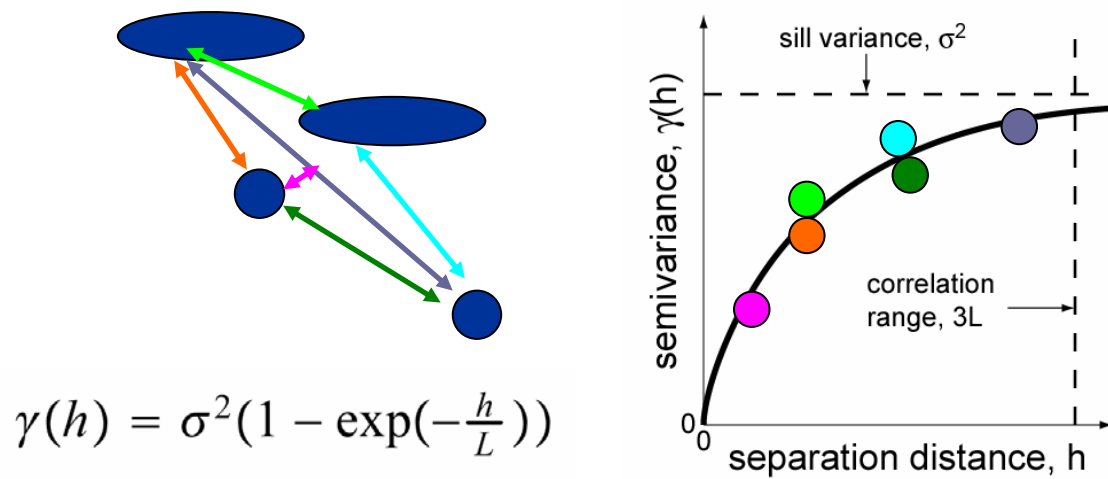 γ(h) = σ²(1 − exp(−h/L))
sill variance, σ²
semivariance, γ(h)
correlation
range, 3L
0
0
separation distance, h